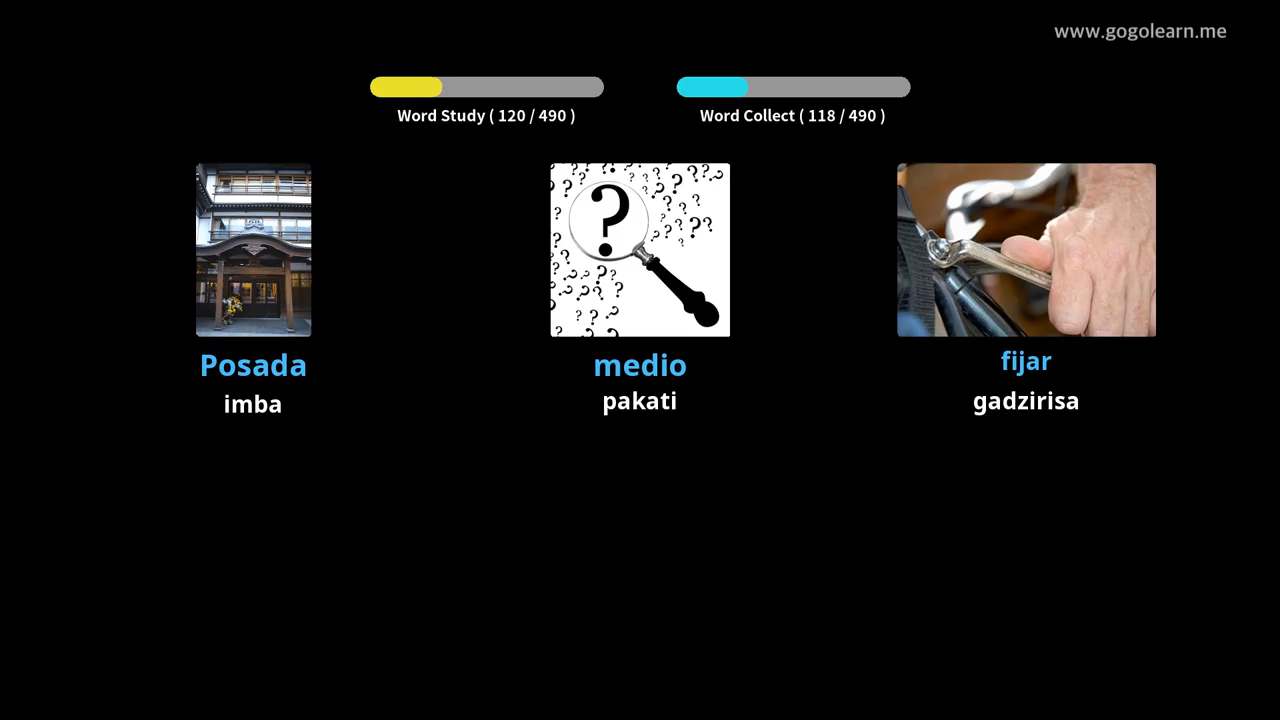 www.gogolearn.me
Word Study ( 120 / 490 )
Word Collect ( 118 / 490 )
Posada
imba
medio
pakati
fijar
gadzirisa